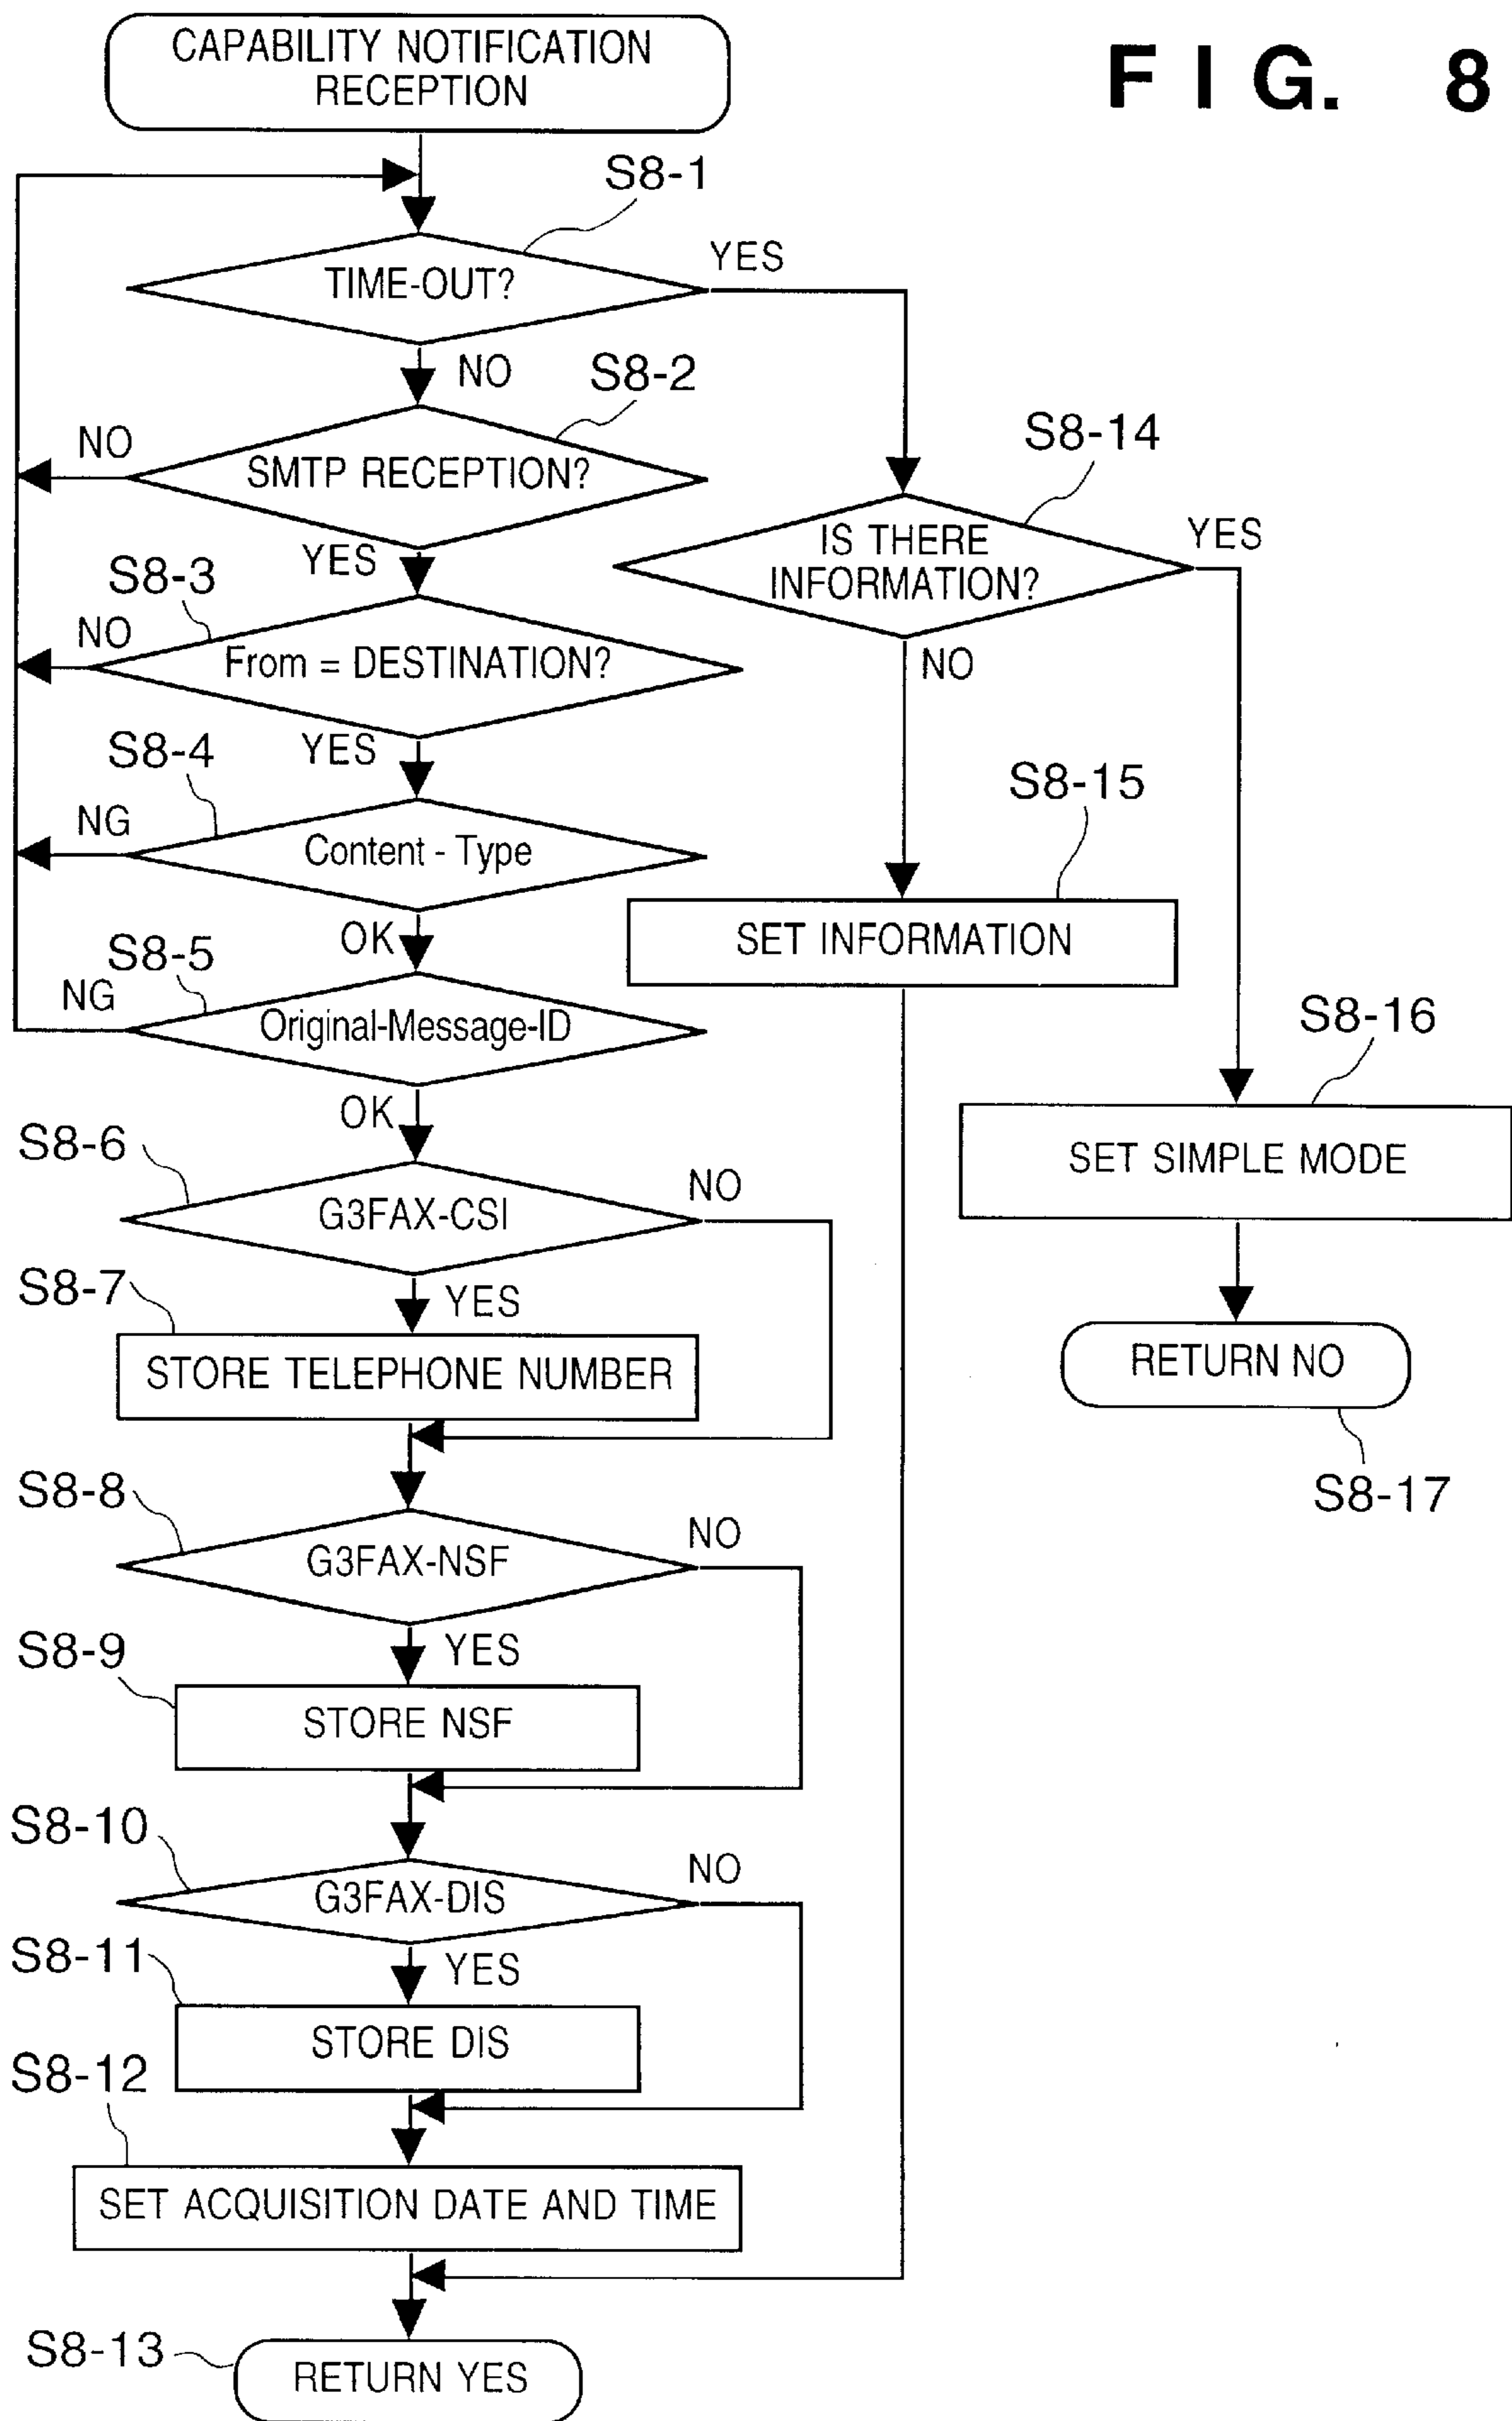 CAPABILITY NOTIFICATION
RECEPTION
F I G. 8
S8-1
TIME-OUT?
YES
NO
S8-2
NO
SMTP RECEPTION?
S8-14
IS THERE
INFORMATION?
YES
YES
S8-3
NO
From = DESTINATION?
NO
YES
S8-4
NG
Content - Type
S8-15
SET INFORMATION
OK
S8-5
NG
Original-Message-ID
S8-16
OK
SET SIMPLE MODE
S8-6
G3FAX-CSI
NO
S8-7
YES
STORE TELEPHONE NUMBER
RETURN NO
S8-17
S8-8
G3FAX-NSF
NO
S8-9
YES
STORE NSF
S8-10
G3FAX-DIS
NO
S8-11
YES
STORE DIS
S8-12
SET ACQUISITION DATE AND TIME
S8-13
RETURN YES